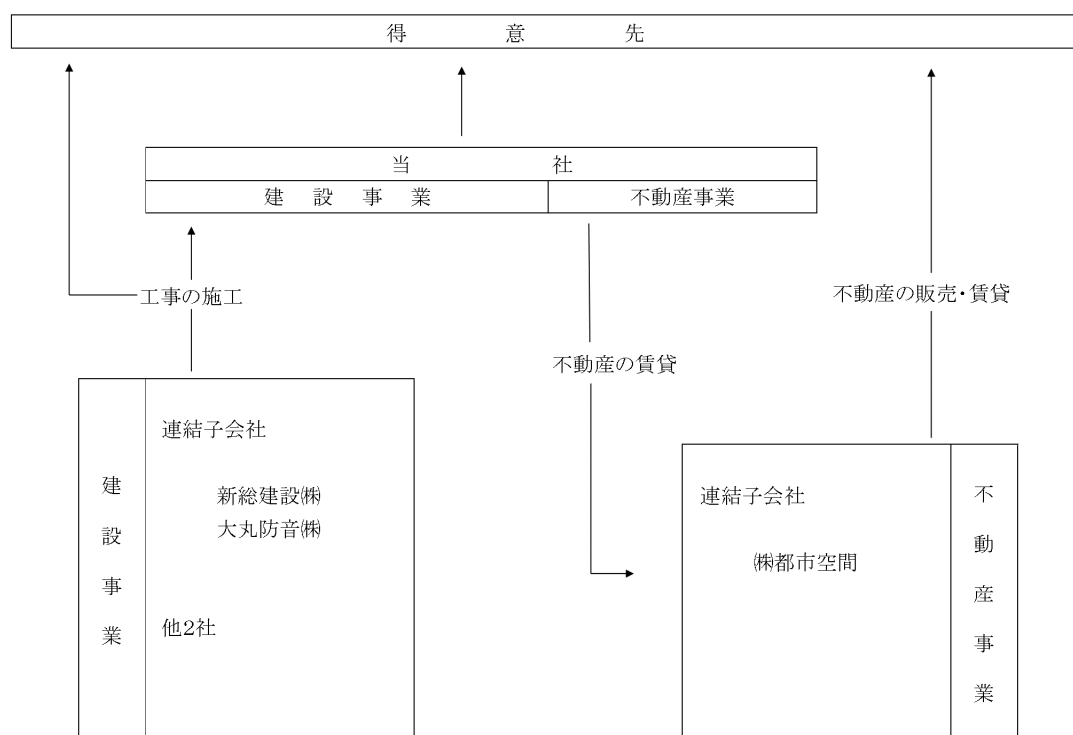 得意先
当社
建設事業
不動産事業
工事の施工
不動産の販売・賃貸
不動産の賃貸
建設事業
連結子会社
新総建設㈱
大丸防音㈱
他2社
連結子会社
㈱都市空間
不動産事業